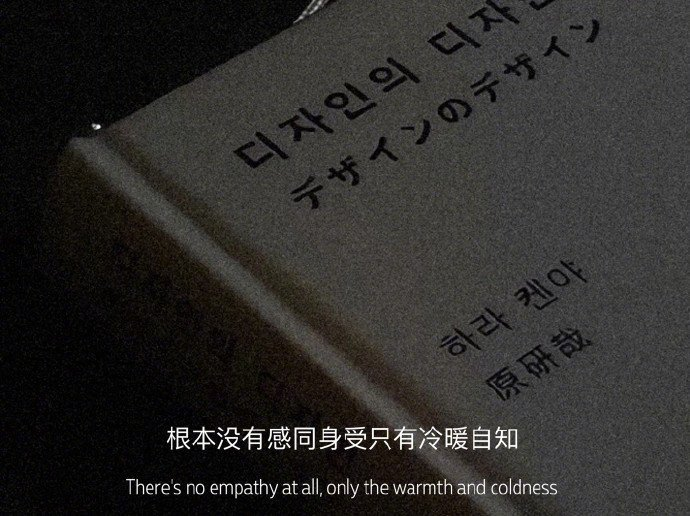 디자인의 디자인
デザインのデザイン
하라 켄야
原研哉
根本没有感同身受只有冷暖自知
There's no empathy at all, only the warmth and coldness